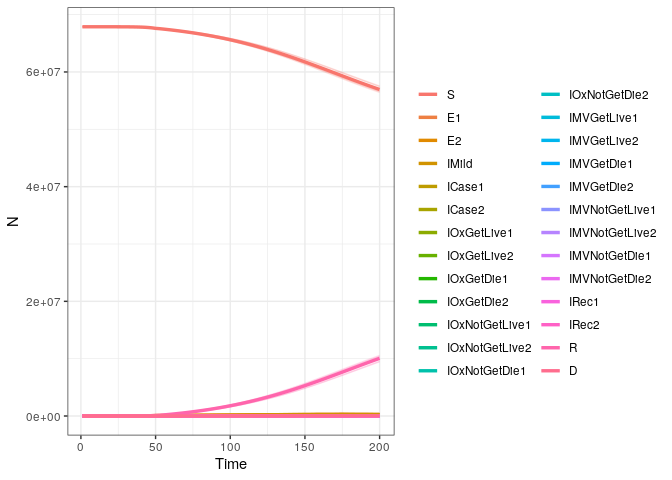 N
6e+07
4e+07
2e+07
0e+00
0
50
100
150
200
Time
S
E1
E2
IMild
ICase1
ICase2
IOxGetLive1
IOxGetLive2
IOxGetDie1
IOxGetDie2
IOxNotGetLive1
IOxNotGetLive2
IOxNotGetDie1
IOxNotGetDie2
IMVGetLive1
IMVGetLive2
IMVGetDie1
IMVGetDie2
IMVNotGetLive1
IMVNotGetLive2
IMVNotGetDie1
IMVNotGetDie2
IRec1
IRec2
R
D